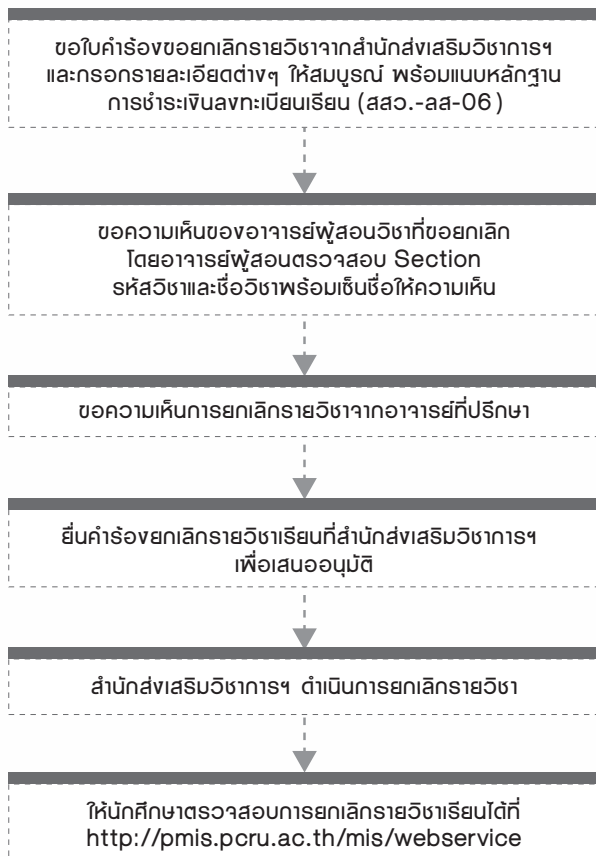 ขอใบคำร้องขอยกเลิกรายวิชาจากสำนักส่งเสริมวิชาการฯ
และกรอกรายละเอียดต่างๆ ให้สมบูรณ์ พร้อมแนบหลักฐาน
การชำระเงินลงทะเบียนเรียน (สสว.-ลส-06)
ขอความเห็นของอาจารย์ผู้สอนวิชาที่ขอยกเลิก
โดยอาจารย์ผู้สอนตรวจสอบ Section
รหัสวิชาและชื่อวิชาพร้อมเซ็นชื่อให้ความเห็น
ขอความเห็นการยกเลิกรายวิชาจากอาจารย์ที่ปรึกษา
ยื่นคำร้องยกเลิกรายวิชาเรียนที่สำนักส่งเสริมวิชาการฯ
เพื่อเสนออนุมัติ
สำนักส่งเสริมวิชาการฯ ดำเนินการยกเลิกรายวิชา
ให้นักศึกษาตรวจสอบการยกเลิกรายวิชาเรียนได้ที่
http://pmis.pcru.ac.th/mis/webservice